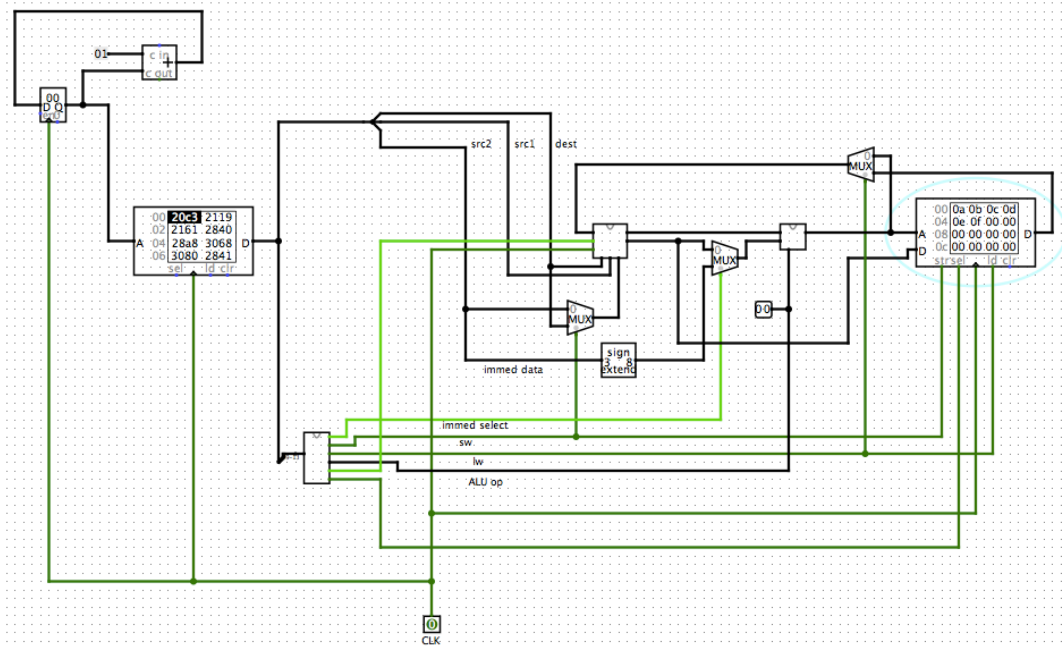 01
c in
+
c out
00
D Q
en0
src2
src1
dest
0
MUX
00 20c3 2119
02 2161 2840
04 28a8 3068
06 3080 2841
A
D
sel
ld clr
00 0a 0b 0c 0d
04 0e 0f 00 00
08 00 00 00 00
0c 00 00 00 00
A
D
D
str sel
ld clr
0
MUX
0
MUX
00
sign
3 8
extend
immed data
immed select
sw
lw
ALU op
0
CLK